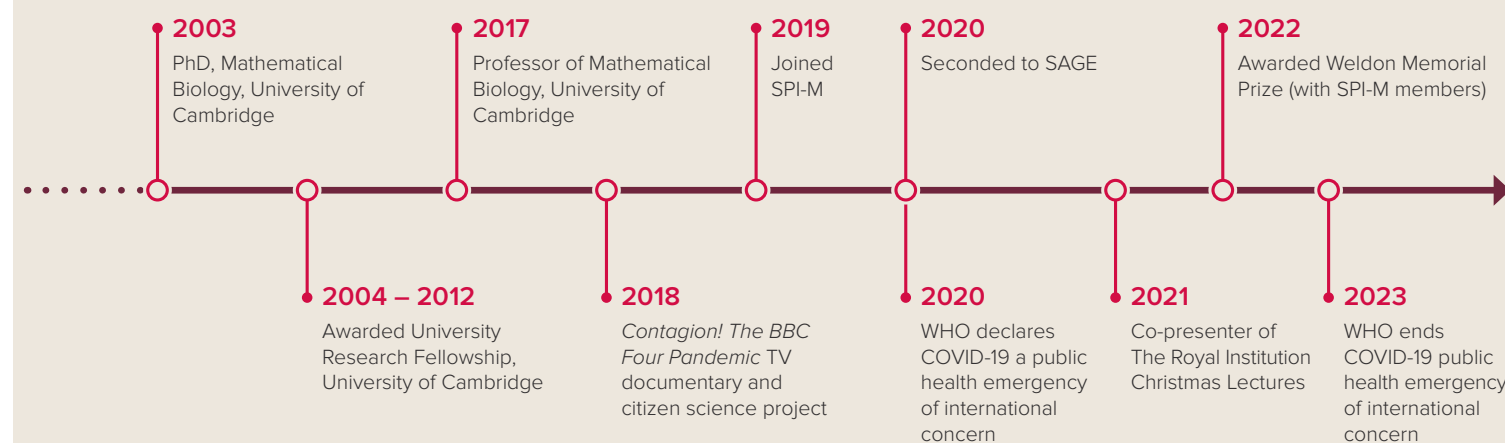 2003
PhD, Mathematical
Biology, University of
Cambridge
2004 – 2012
Awarded University
Research Fellowship,
University of Cambridge
2017
Professor of Mathematical
Biology, University of
Cambridge
2018
Contagion! The BBC
Four Pandemic TV
documentary and
citizen science project
2019
Joined
SPI-M
2020
Seconded to SAGE
2020
WHO declares
COVID-19 a public
health emergency
of international
concern
2021
Co-presenter of
The Royal Institution
Christmas Lectures
2022
Awarded Weldon Memorial
Prize (with SPI-M members)
2023
WHO ends
COVID-19 public
health emergency
of international
concern